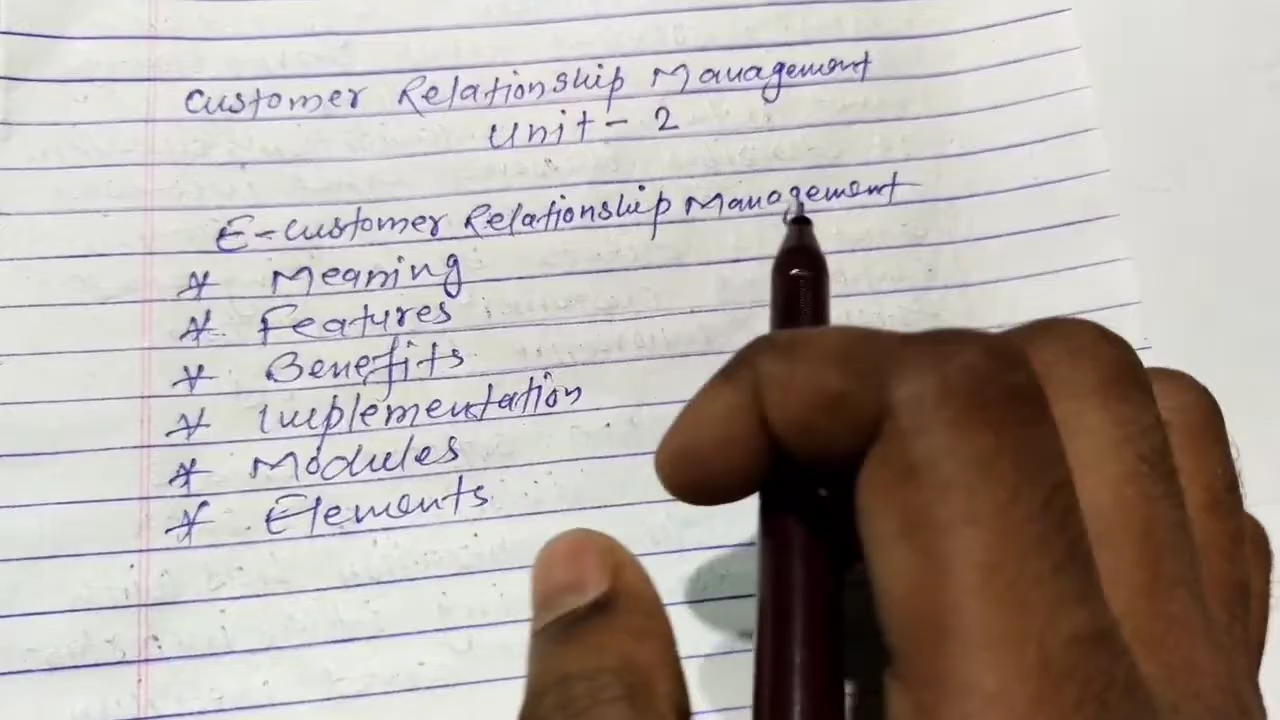 Customer Relationship Management
Unit - 2
E-Customer Relationship Management
* Meaning
* Features
* Benefits
* Implementation
* Modules
* Elements